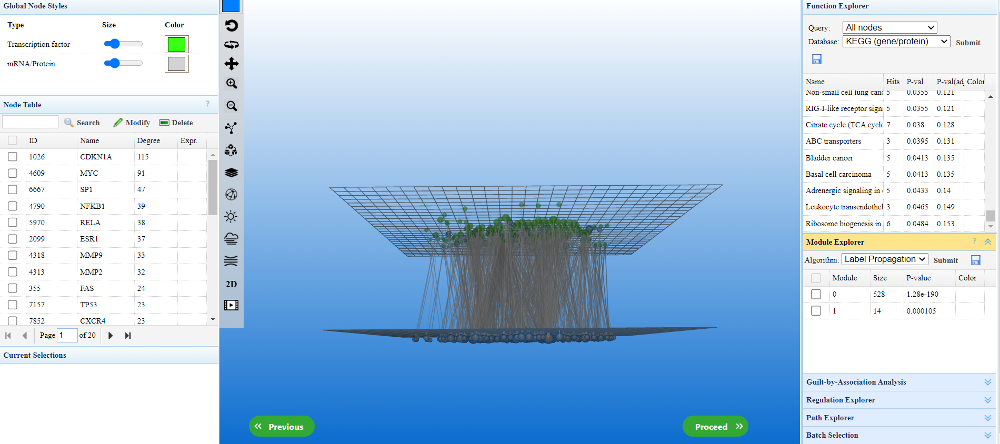 Global Node Styles
Type Size Color
Transcription factor
mRNA/Protein
Node Table ?
Search Modify Delete
ID Name Degree Expr.
1026 CDKN1A 115
4609 MYC 91
6667 SP1 47
4790 NFKB1 39
5970 RELA 38
2099 ESR1 37
4318 MMP9 33
4313 MMP2 32
355 FAS 24
7157 TP53 23
7852 CXCR4 23
Page 1 of 20
Current Selections
2D
Previous
Proceed
Function Explorer
Query: All nodes
Database: KEGG (gene/protein) Submit
Name Hits P-val P-val(ad Color
Non-small cell lung canc 5 0.0355 0.121
RIG-I-like receptor signa 5 0.0355 0.121
Citrate cycle (TCA cycle 7 0.038 0.128
ABC transporters 3 0.0395 0.131
Bladder cancer 5 0.0413 0.135
Basal cell carcinoma 5 0.0413 0.135
Adrenergic signaling in c 5 0.0433 0.14
Leukocyte transendothel 3 0.0465 0.149
Ribosome biogenesis in 6 0.0484 0.153
Module Explorer ?
Algorithm: Label Propagation Submit
Module Size P-value Color
0 528 1.28e-190
1 14 0.000105
Guilt-by-Association Analysis
Regulation Explorer
Path Explorer
Batch Selection